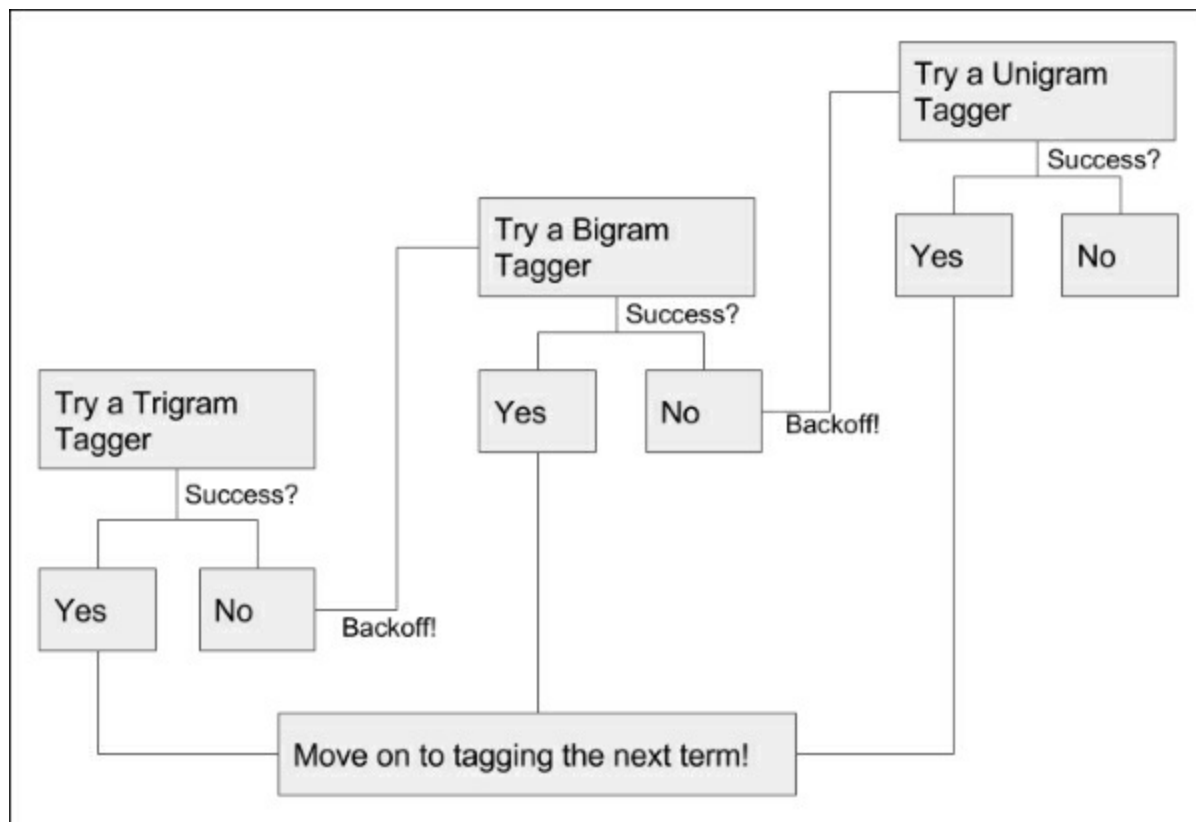 Try a Unigram
Tagger
Success?
Yes
No
Try a Bigram
Tagger
Success?
Yes
No
Backoff!
Try a Trigram
Tagger
Success?
Yes
No
Backoff!
Move on to tagging the next term!